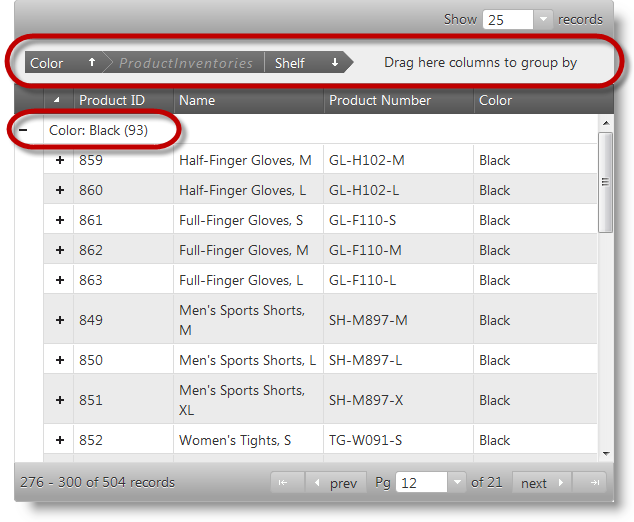 Show 25 records
Color ProductInventories Shelf Drag here columns to group by
Product ID Name Product Number Color
Color: Black (93)
859 Half-Finger Gloves, M GL-H102-M Black
860 Half-Finger Gloves, L GL-H102-L Black
861 Full-Finger Gloves, S GL-F110-S Black
862 Full-Finger Gloves, M GL-F110-M Black
863 Full-Finger Gloves, L GL-F110-L Black
849 Men's Sports Shorts, M SH-M897-M Black
850 Men's Sports Shorts, L SH-M897-L Black
851 Men's Sports Shorts, XL SH-M897-X Black
852 Women's Tights, S TG-W091-S Black
276 - 300 of 504 records prev Pg 12 of 21 next